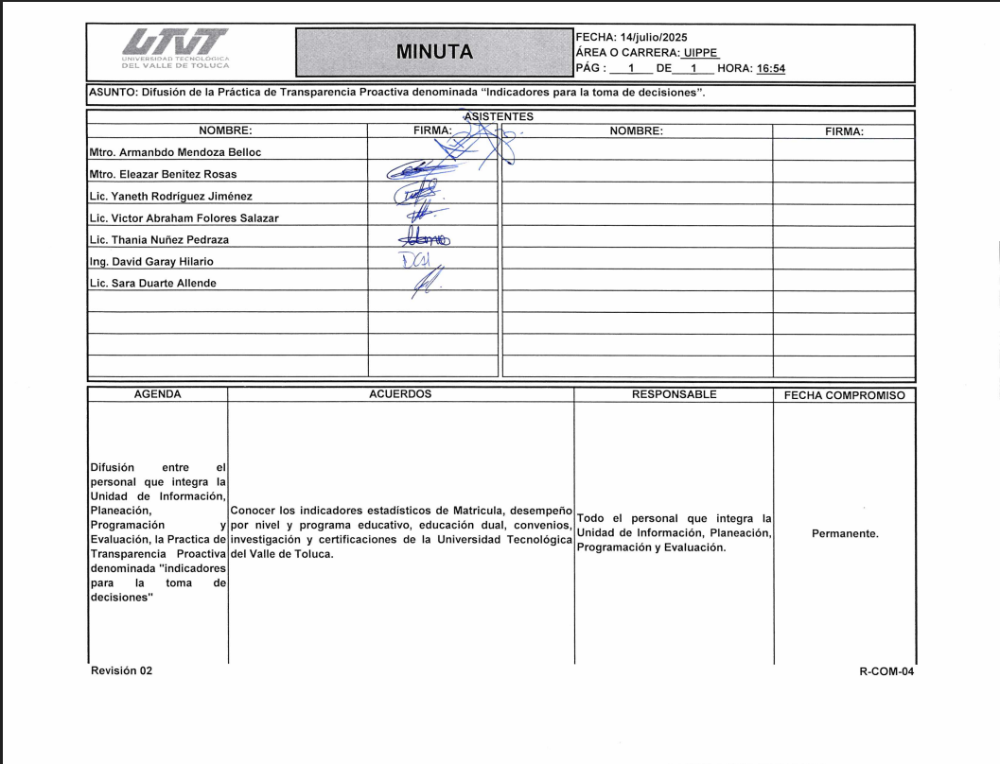 UTVT
UNIVERSIDAD TECNOLÓGICA
DEL VALLE DE TOLUCA
MINUTA
FECHA: 14/julio/2025
ÁREA O CARRERA: UIPPE
PÁG : 1 DE 1 HORA: 16:54
ASUNTO: Difusión de la Práctica de Transparencia Proactiva denominada “Indicadores para la toma de decisiones”.
ASISTENTES
NOMBRE: FIRMA: NOMBRE: FIRMA:
Mtro. Armanbdo Mendoza Belloc
Mtro. Eleazar Benitez Rosas
Lic. Yaneth Rodríguez Jiménez
Lic. Victor Abraham Folores Salazar
Lic. Thania Nuñez Pedraza
Ing. David Garay Hilario
Lic. Sara Duarte Allende
AGENDA ACUERDOS RESPONSABLE FECHA COMPROMISO
Difusión entre el
personal que integra la
Unidad de Información,
Planeación,
Programación y
Evaluación, la Practica de
Transparencia Proactiva
denominada "indicadores
para la toma de
decisiones"
Conocer los indicadores estadísticos de Matricula, desempeño
por nivel y programa educativo, educación dual, convenios,
investigación y certificaciones de la Universidad Tecnológica
del Valle de Toluca.
Todo el personal que integra la
Unidad de Información, Planeación,
Programación y Evaluación.
Permanente.
Revisión 02
R-COM-04